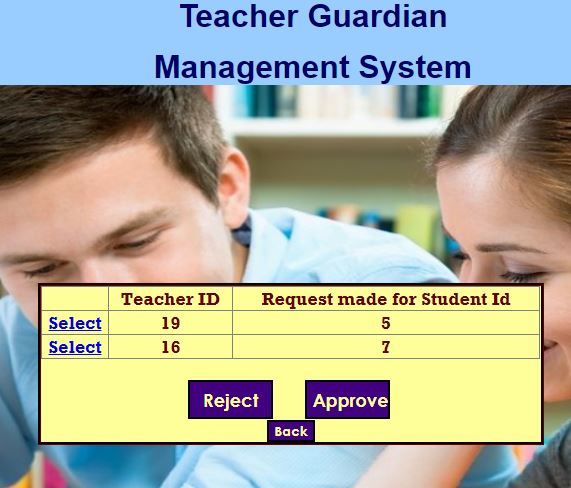 Teacher Guardian
Management System
Teacher ID Request made for Student Id
Select 19 5
Select 16 7
Reject Approve
Back